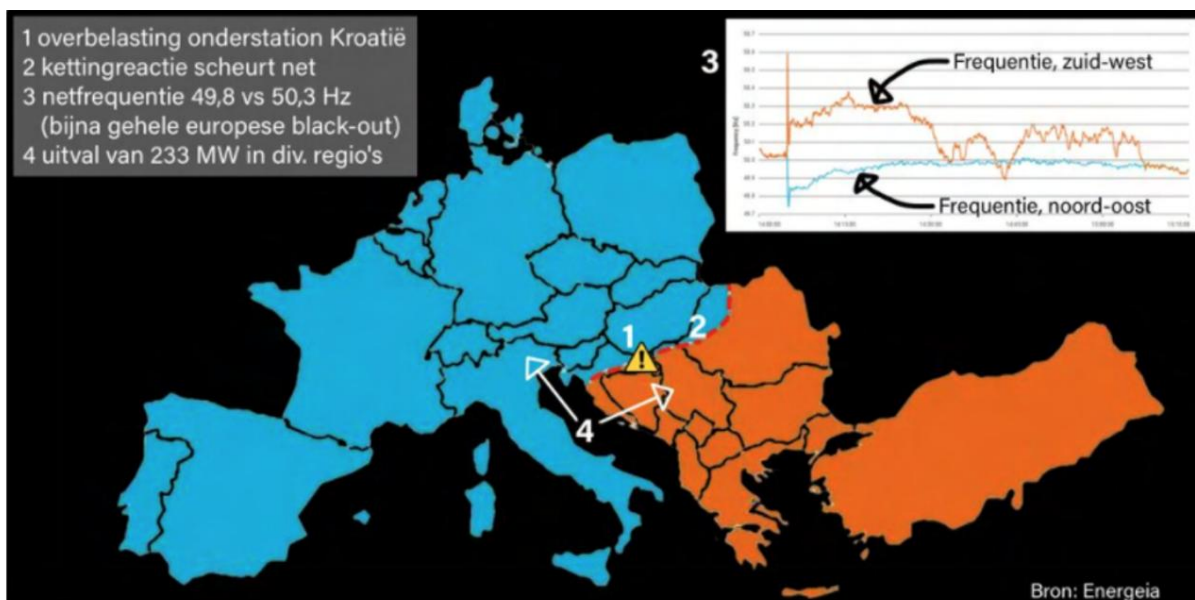 1 overbelasting onderstation Kroatië
2 kettingreactie scheurt net
3 netfrequentie 49,8 vs 50,3 Hz
(bijna gehele europese black-out)
4 uitval van 233 MW in div. regio's
3
Frequentie, zuid-west
Frequentie, noord-oost
1
2
4
Bron: Energeia